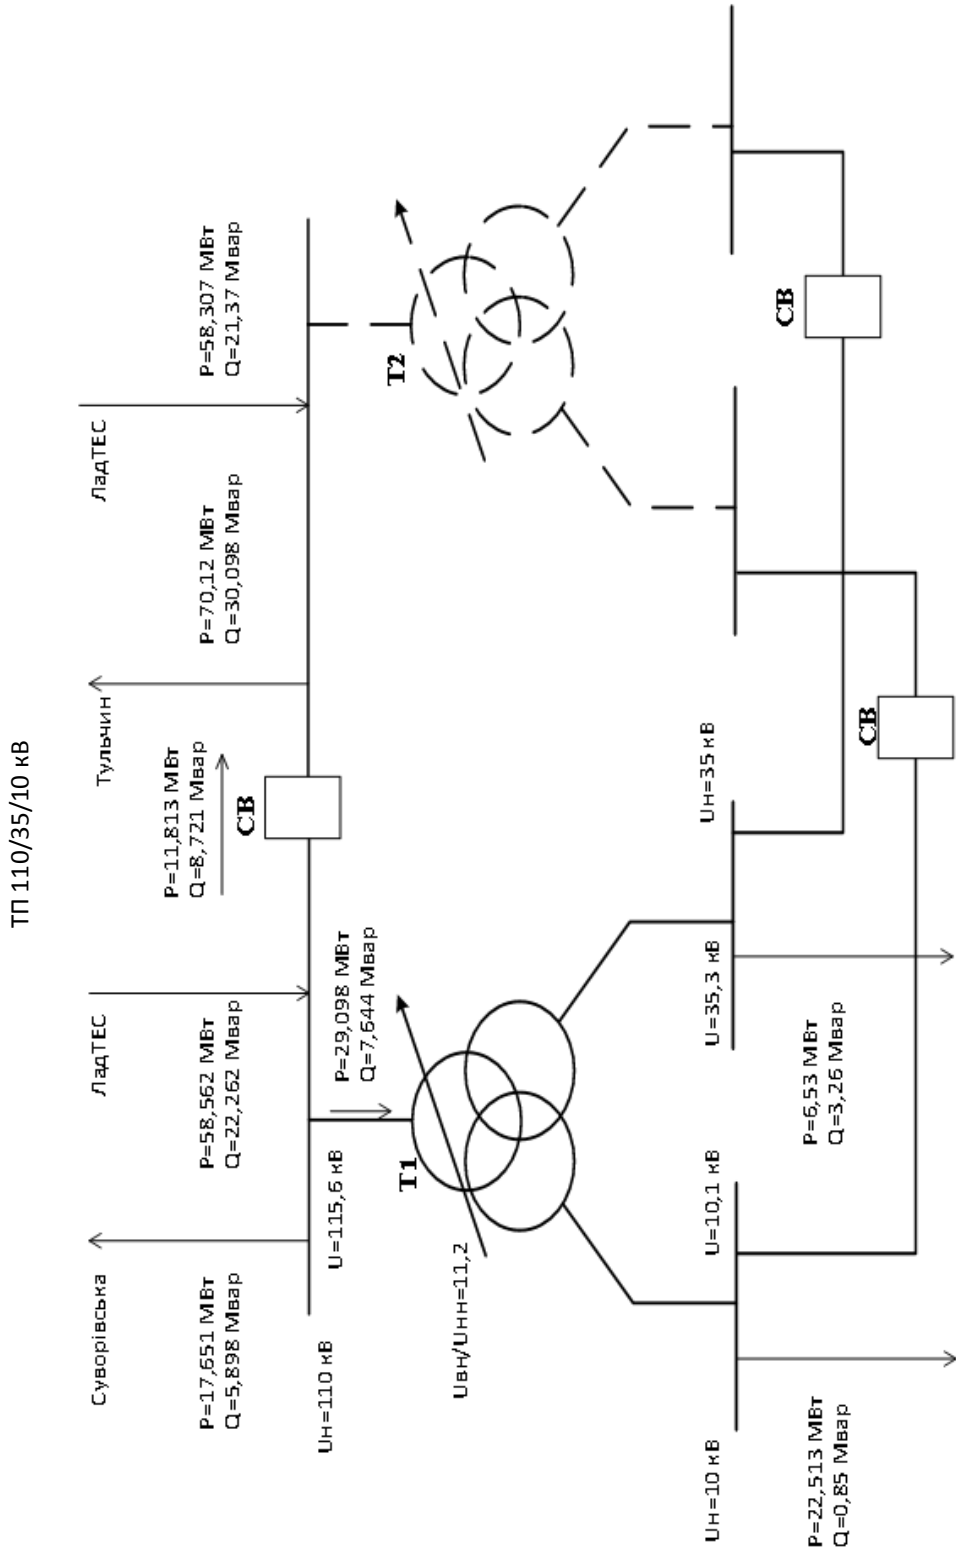 ТП 110/35/10 кВ
Суворівська
P=17,651 МВт
Q=5,898 Мвар
ЛадТЕС
P=58,562 МВт
Q=22,262 Мвар
P=11,813 МВт
Q=8,721 Мвар
СВ
Тульчин
P=70,12 МВт
Q=30,098 Мвар
ЛадТЕС
P=58,307 МВт
Q=21,37 Мвар
Uн=110 кВ
U=115,6 кВ
P=29,098 МВт
Q=7,644 Мвар
Т1
Т2
Uвн/Uнн=11,2
Uн=10 кВ
U=10,1 кВ
U=35,3 кВ
Uн=35 кВ
СВ
СВ
P=22,513 МВт
Q=0,85 Мвар
P=6,53 МВт
Q=3,26 Мвар